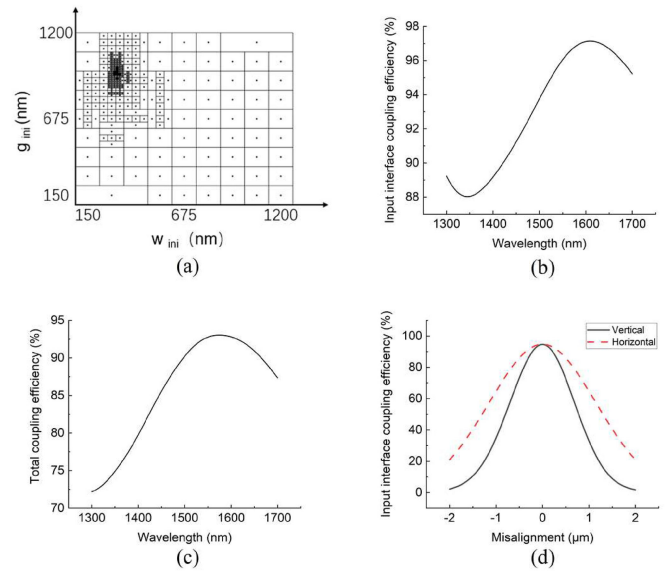 1200
g ini (nm)
675
150
150 675 1200
w ini (nm)
(a)
Input interface coupling efficiency (%)
98
96
94
92
90
88
1300 1400 1500 1600 1700
Wavelength (nm)
(b)
Total coupling efficiency (%)
95
90
85
80
75
70
1300 1400 1500 1600 1700
Wavelength (nm)
(c)
Input interface coupling efficiency (%)
100
80
60
40
20
0
Vertical
Horizontal
-2 -1 0 1 2
Misalignment (μm)
(d)